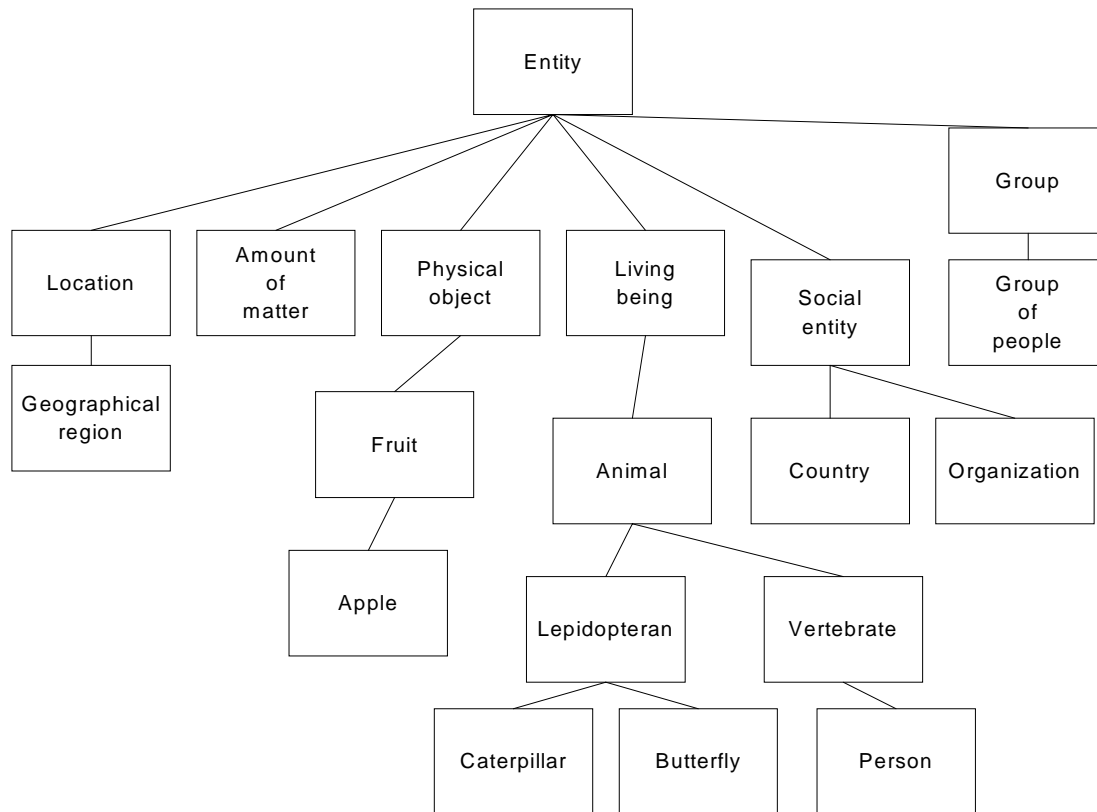 Entity
Group
Location
Amount
of
matter
Physical
object
Living
being
Social
entity
Group
of
people
Geographical
region
Fruit
Animal
Country
Organization
Apple
Lepidopteran
Vertebrate
Caterpillar
Butterfly
Person